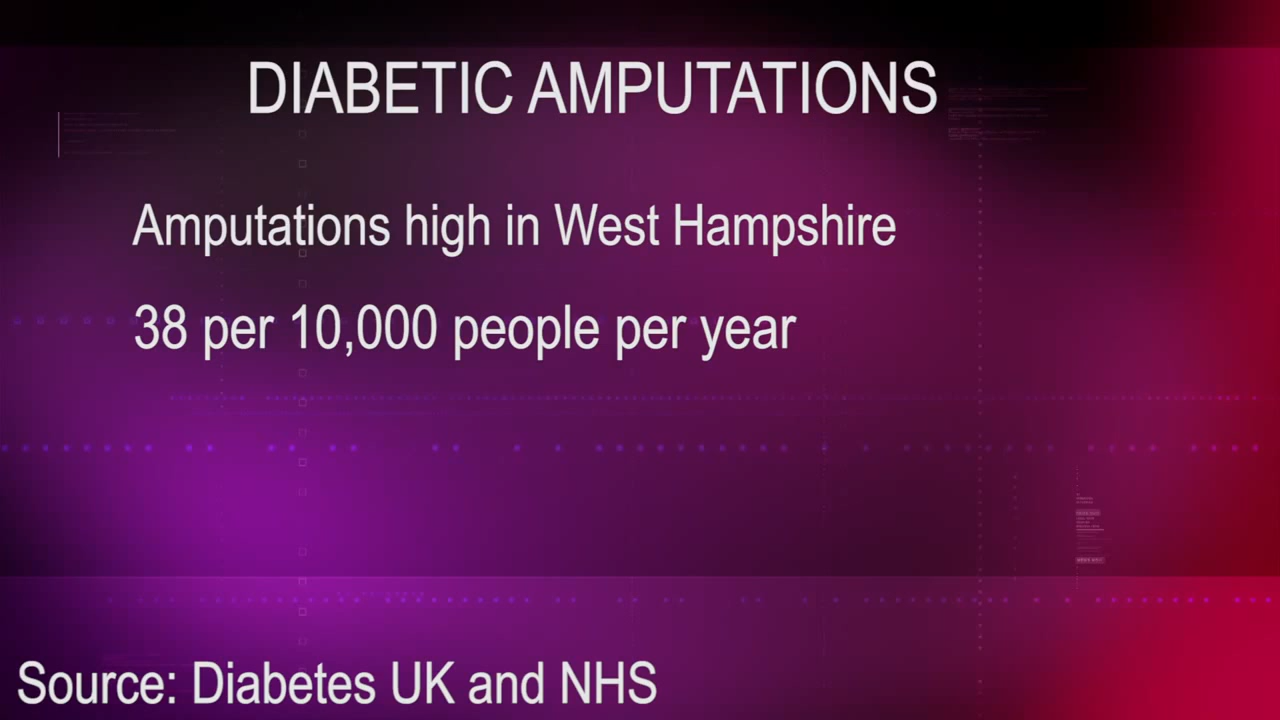 DIABETIC AMPUTATIONS
Amputations high in West Hampshire
38 per 10,000 people per year
Source: Diabetes UK and NHS